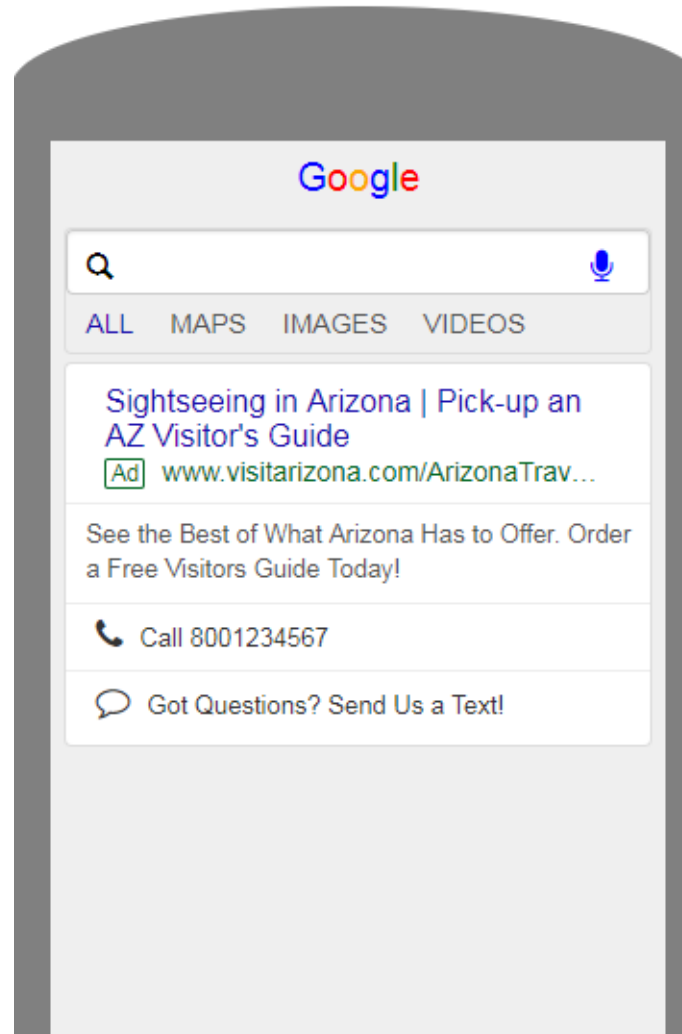 Google
ALL MAPS IMAGES VIDEOS
Sightseeing in Arizona | Pick-up an
AZ Visitor's Guide
Ad www.visitarizona.com/ArizonaTrav...
See the Best of What Arizona Has to Offer. Order
a Free Visitors Guide Today!
Call 8001234567
Got Questions? Send Us a Text!